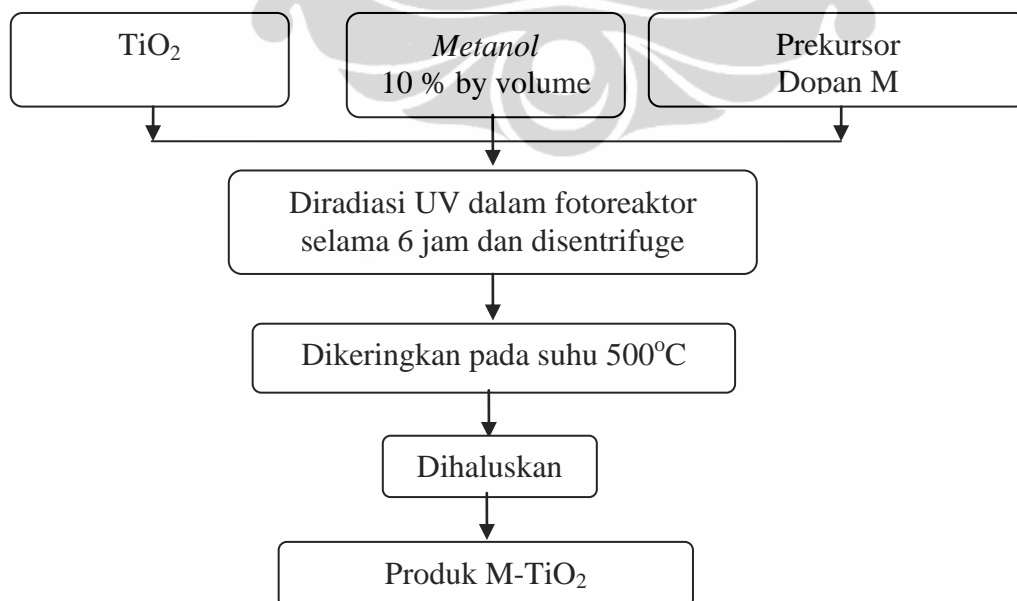 TiO₂
Metanol
10 % by volume
Prekursor
Dopan M
Diradiasi UV dalam fotoreaktor
selama 6 jam dan disentrifuge
Dikeringkan pada suhu 500°C
Dihaluskan
Produk M-TiO₂